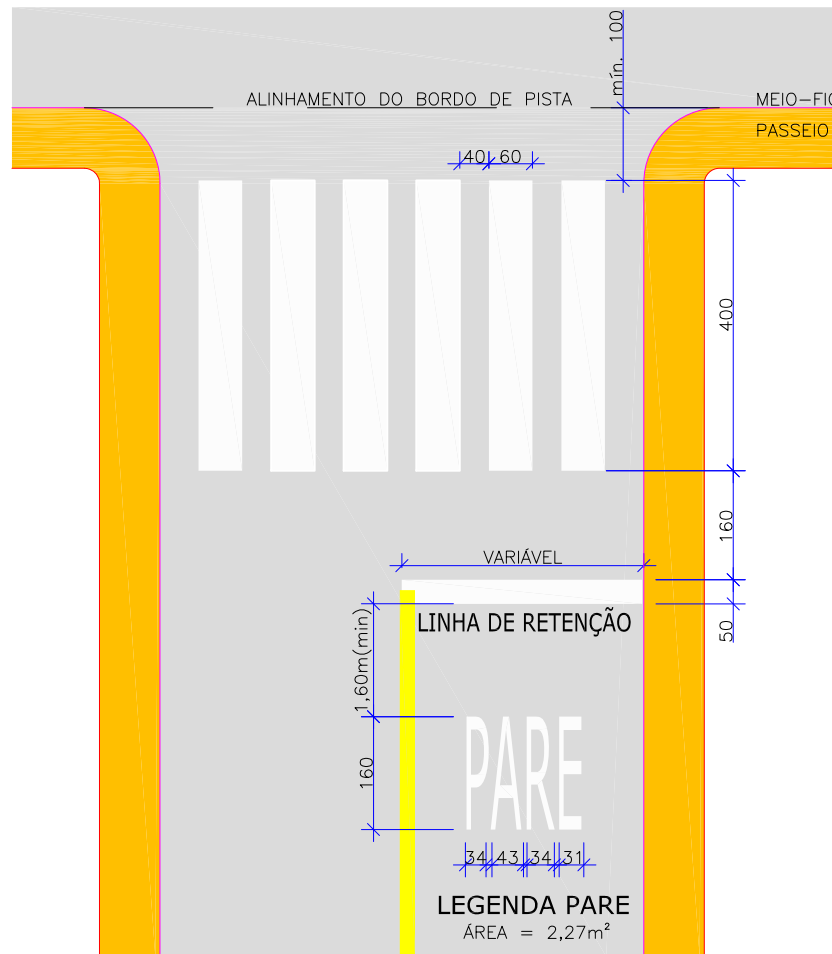 mín. 100
ALINHAMENTO DO BORDO DE PISTA
MEIO-FIO
PASSEIO
40 60
400
160
VARIÁVEL
50
LINHA DE RETENÇÃO
1,60m(min)
160
PARE
34 43 34 31
LEGENDA PARE
ÁREA = 2,27m²